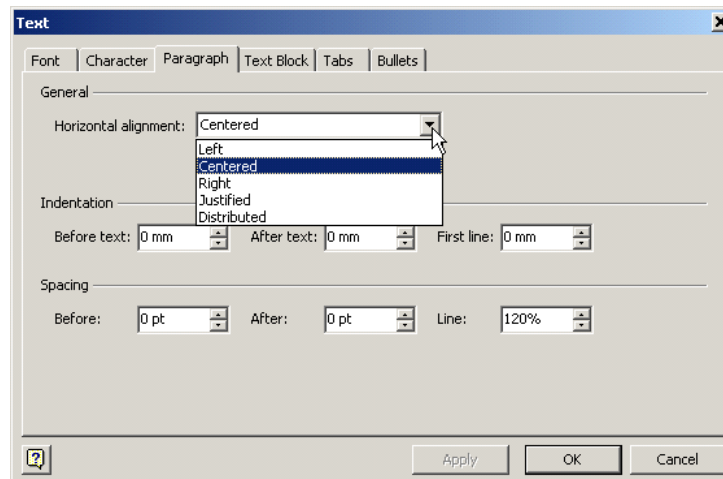 Text
Font Character Paragraph Text Block Tabs Bullets
General
Horizontal alignment: Centered
Left
Centered
Right
Justified
Distributed
Indentation
Before text: 0 mm After text: 0 mm First line: 0 mm
Spacing
Before: 0 pt After: 0 pt Line: 120%
Apply OK Cancel